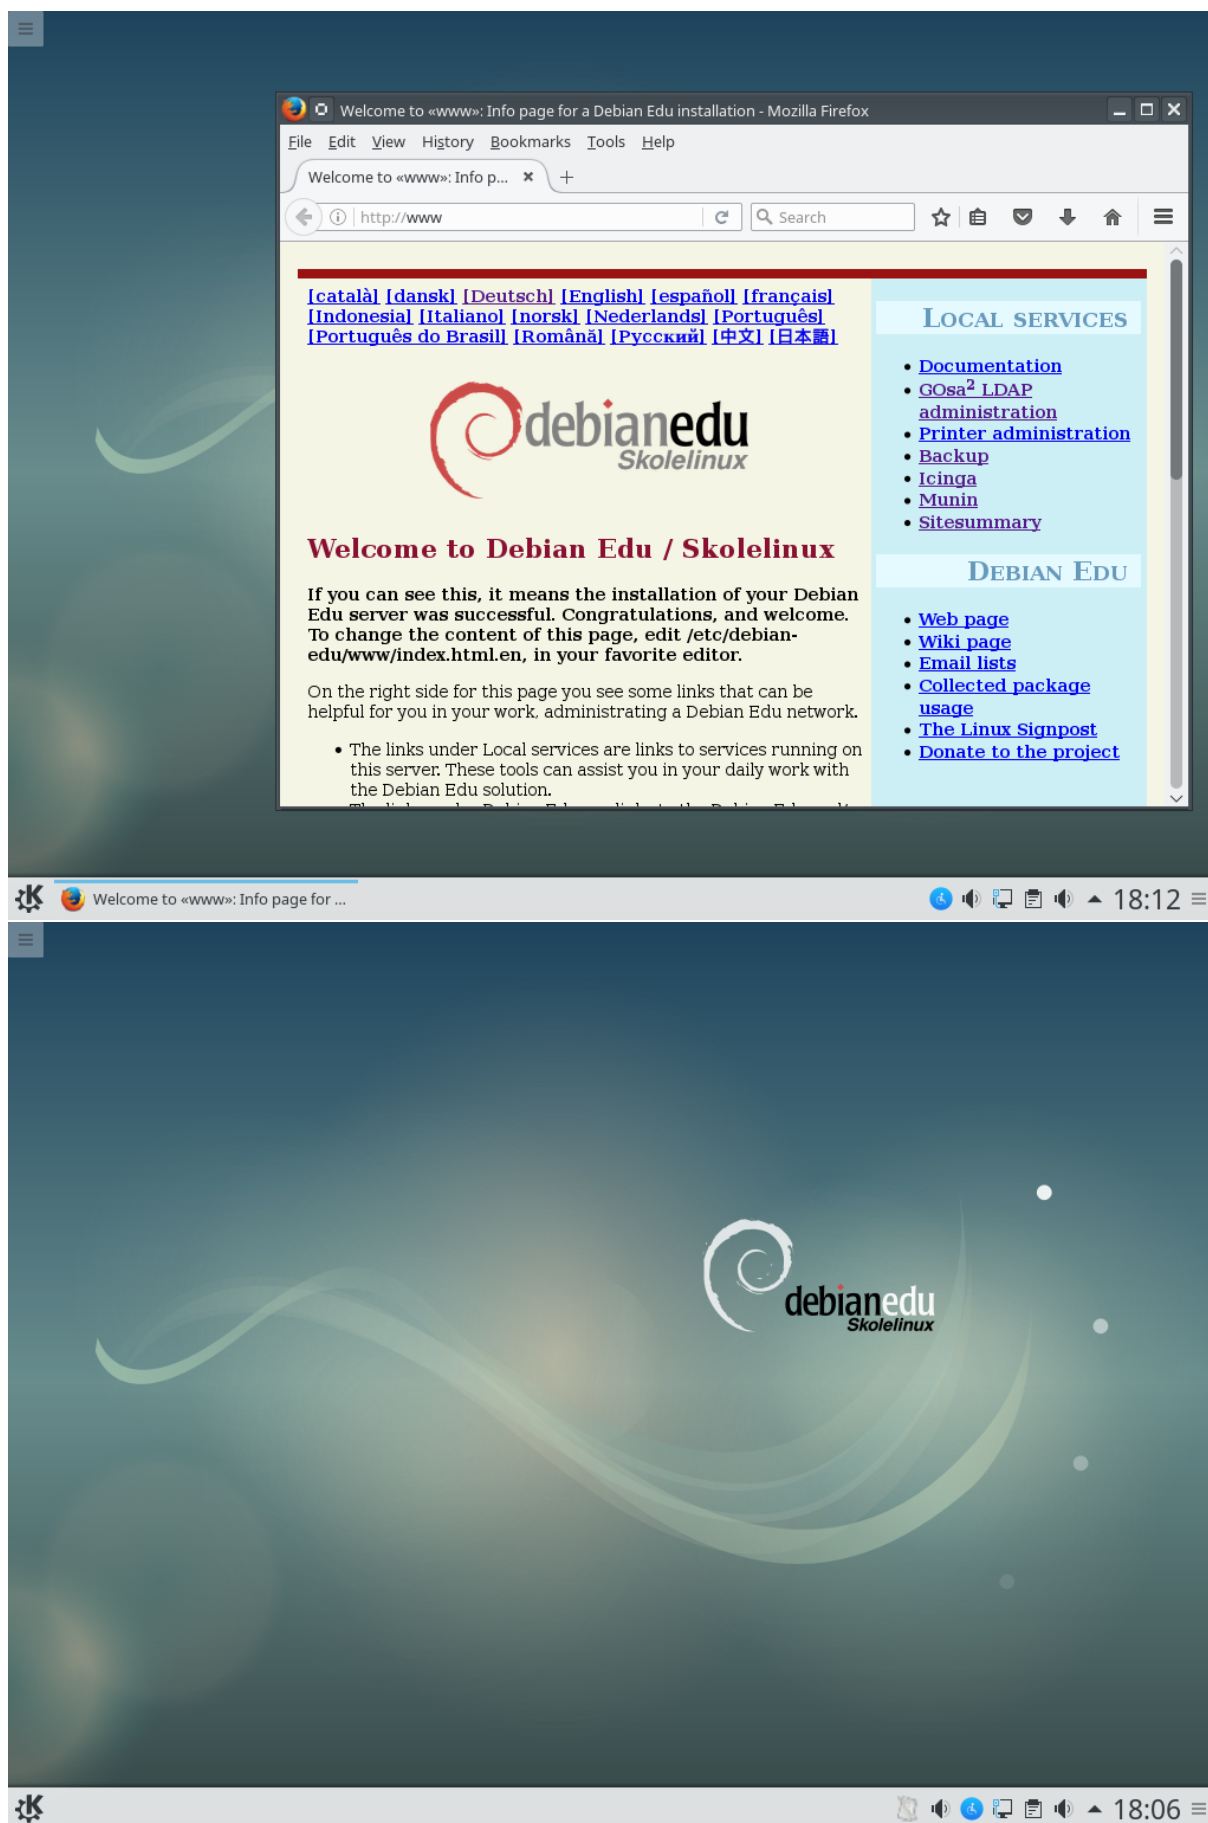 Welcome to «www»: Info page for a Debian Edu installation - Mozilla Firefox
File Edit View History Bookmarks Tools Help
Welcome to «www»: Info p...
http://www
Search
[català] [dansk] [Deutsch] [English] [español] [français]
[Indonesia] [Italiano] [norsk] [Nederlands] [Português]
[Português do Brasil] [Română] [Русский] [中文] [日本語]
debianedu
Skolelinux
Welcome to Debian Edu / Skolelinux
If you can see this, it means the installation of your Debian
Edu server was successful. Congratulations, and welcome.
To change the content of this page, edit /etc/debian-
edu/www/index.html.en, in your favorite editor.
On the right side for this page you see some links that can be
helpful for you in your work, administrating a Debian Edu network.
• The links under Local services are links to services running on
this server. These tools can assist you in your daily work with
the Debian Edu solution.
Local services
• Documentation
• GOsa² LDAP
administration
• Printer administration
• Backup
• Icinga
• Munin
• Sitesummary
Debian Edu
• Web page
• Wiki page
• Email lists
• Collected package
usage
• The Linux Signpost
• Donate to the project
Welcome to «www»: Info page for ...
18:12
debianedu
Skolelinux
18:06